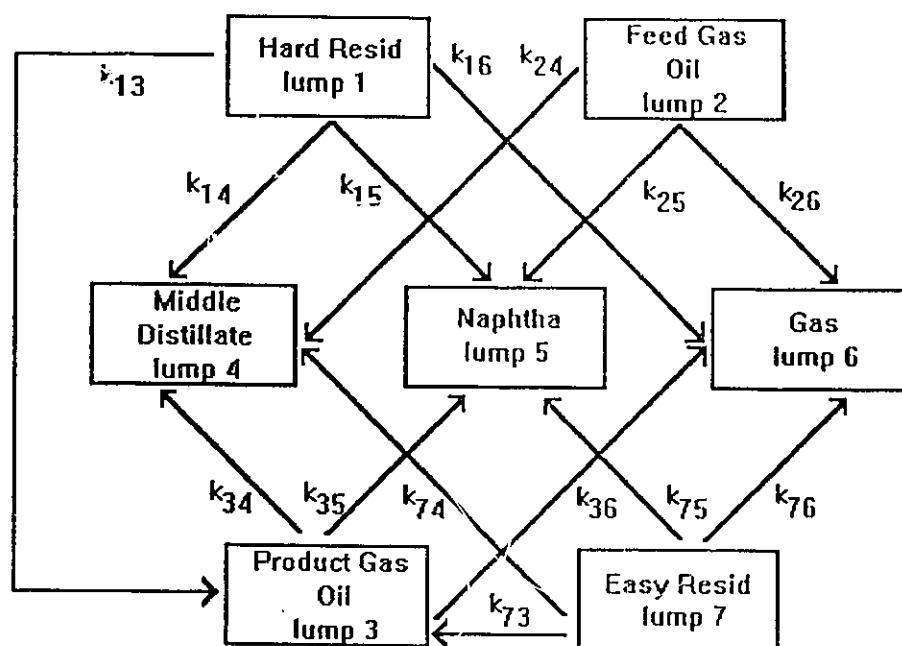 Hard Resid
lump 1
Feed Gas
Oil
lump 2
k13
k16
k24
k14
k15
k25
k26
Middle
Distillate
lump 4
Naphtha
lump 5
Gas
lump 6
k34
k35
k74
k36
k75
k76
Product Gas
Oil
lump 3
k73
Easy Resid
lump 7